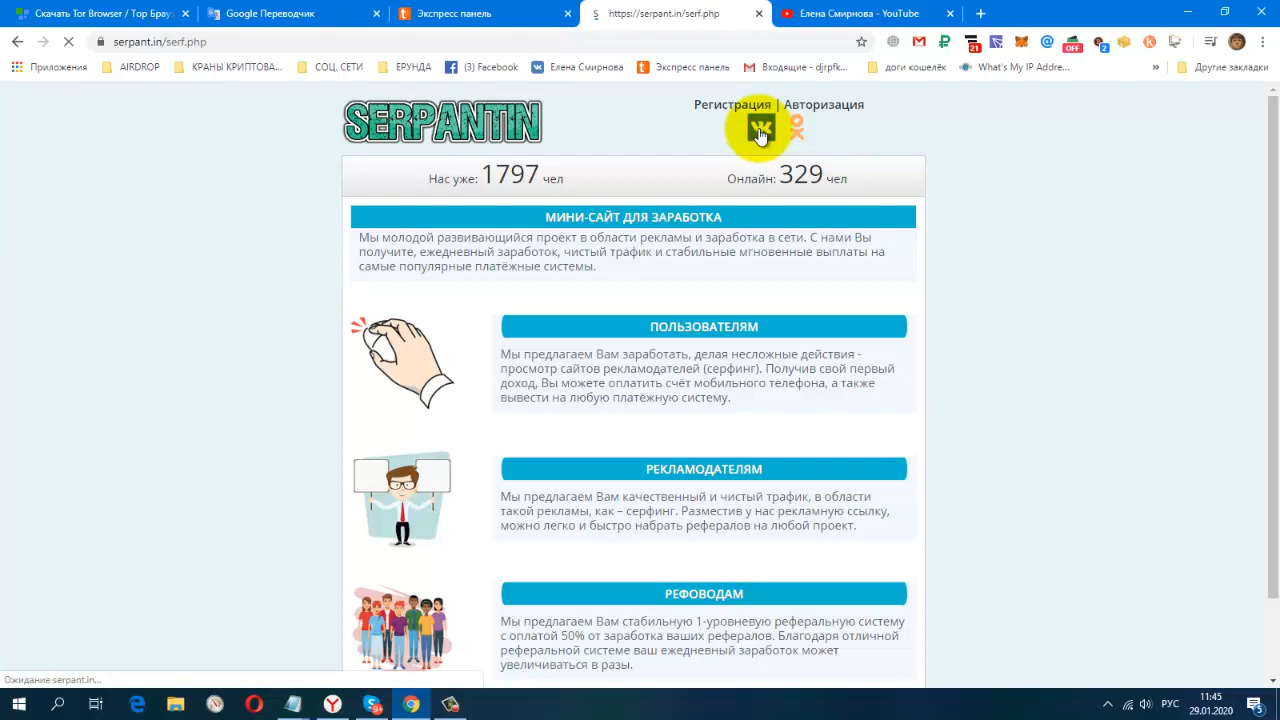 Скачать Tor Browser / Тор Брау
Google Переводчик
Экспресс панель
https://serpant.in/serf.php
Елена Смирнова - YouTube
serpant.in/serf.php
21
OFF
2
Приложения
AIRDROP
КРАНЫ КРИПТОВА...
СОЦ. СЕТИ
ЕРУНДА
(3) Facebook
Елена Смирнова
Экспресс панель
Входящие - djrpfk...
доги кошелёк
What's My IP Addre...
»
Другие закладки
SERPANTIN
Регистрация | Авторизация
Нас уже: 1797 чел
Онлайн: 329 чел
МИНИ-САЙТ ДЛЯ ЗАРАБОТКА
Мы молодой развивающийся проект в области рекламы и заработка в сети. С нами Вы
получите, ежедневный заработок, чистый трафик и стабильные мгновенные выплаты на
самые популярные платёжные системы.
ПОЛЬЗОВАТЕЛЯМ
Мы предлагаем Вам заработать, делая несложные действия -
просмотр сайтов рекламодателей (серфинг). Получив свой первый
доход, Вы можете оплатить счёт мобильного телефона, а также
вывести на любую платёжную систему.
РЕКЛАМОДАТЕЛЯМ
Мы предлагаем Вам качественный и чистый трафик, в области
такой рекламы, как – серфинг. Разместив у нас рекламную ссылку,
можно легко и быстро набрать рефералов на любой проект.
РЕФОВОДАМ
Мы предлагаем Вам стабильную 1-уровневую реферальную систему
с оплатой 50% от заработка ваших рефералов. Благодаря отличной
реферальной системе ваш ежедневный заработок может
увеличиваться в разы.
Ожидание serpant.in...
РУС
11:45
29.01.2020
5